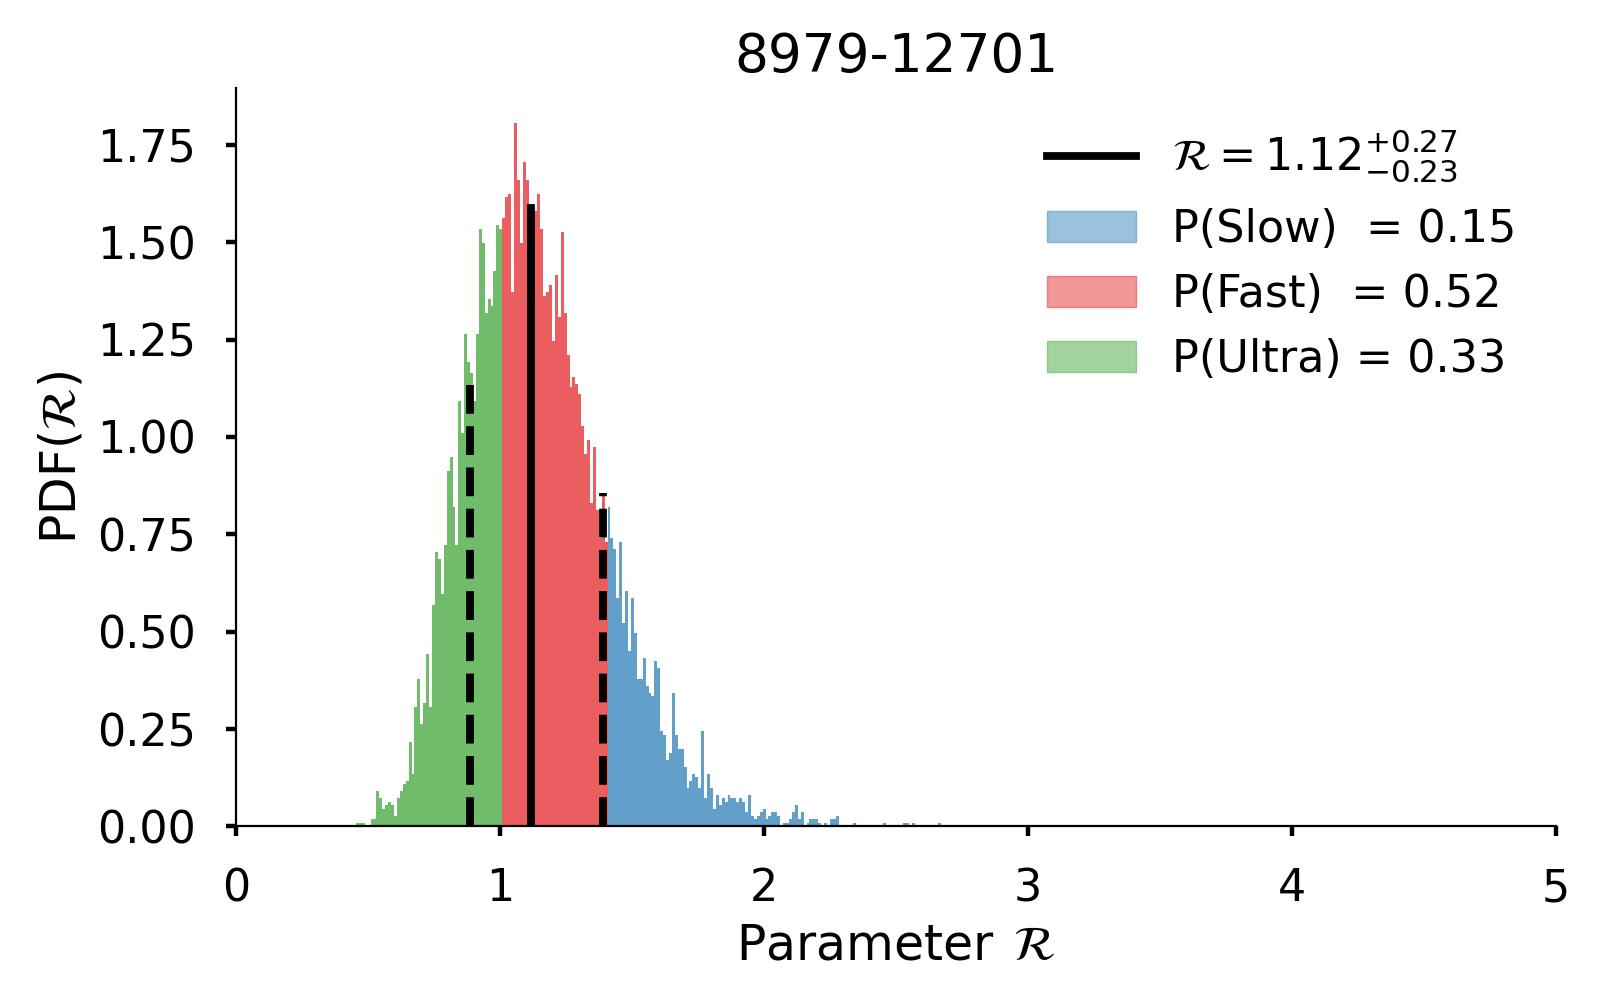 8979-12701
ℛ = 1.12 +0.27 −0.23
P(Slow) = 0.15
P(Fast) = 0.52
P(Ultra) = 0.33
PDF(ℛ)
1.75
1.50
1.25
1.00
0.75
0.50
0.25
0.00
0 1 2 3 4 5
Parameter ℛ